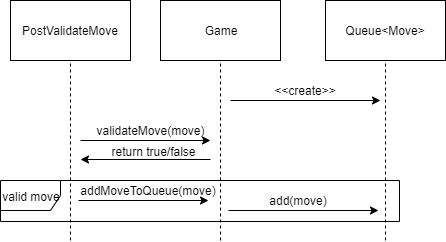 PostValidateMove
Game
Queue<Move>
<<create>>
validateMove(move)
return true/false
valid move
addMoveToQueue(move)
add(move)